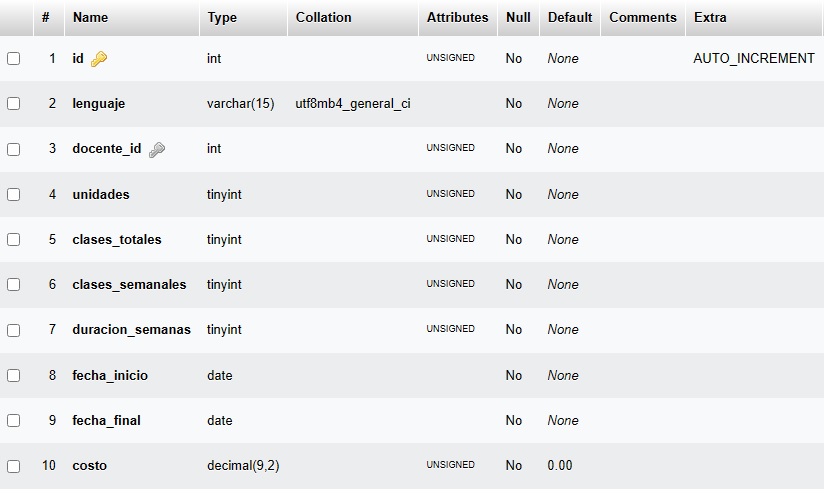 # Name Type Collation Attributes Null Default Comments Extra
1 id int UNSIGNED No None AUTO_INCREMENT
2 lenguaje varchar(15) utf8mb4_general_ci No None
3 docente_id int UNSIGNED No None
4 unidades tinyint UNSIGNED No None
5 clases_totales tinyint UNSIGNED No None
6 clases_semanales tinyint UNSIGNED No None
7 duracion_semanas tinyint UNSIGNED No None
8 fecha_inicio date No None
9 fecha_final date No None
10 costo decimal(9,2) UNSIGNED No 0.00